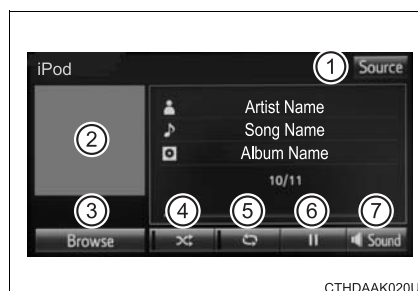 iPod
1 Source
Artist Name
2 Song Name
Album Name
10/11
3 4 5 6 7
Browse Sound
CTHDAAK020U